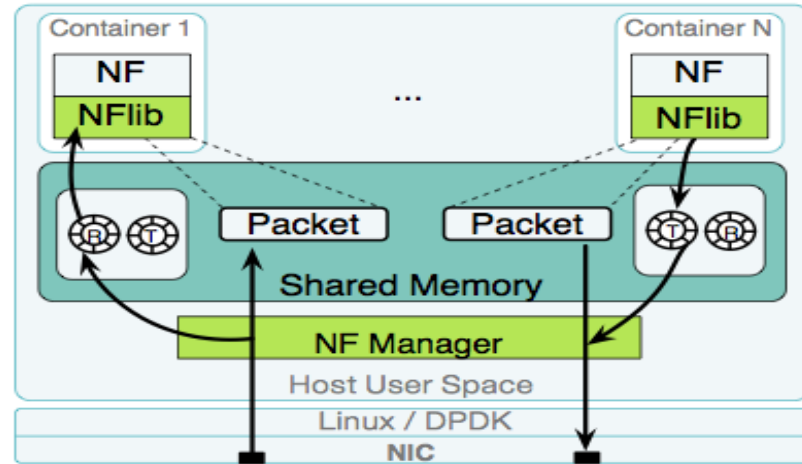 Container 1
Container N
NF
NF
NFlib
...
NFlib
R
T
Packet
Packet
T
R
Shared Memory
NF Manager
Host User Space
Linux / DPDK
NIC